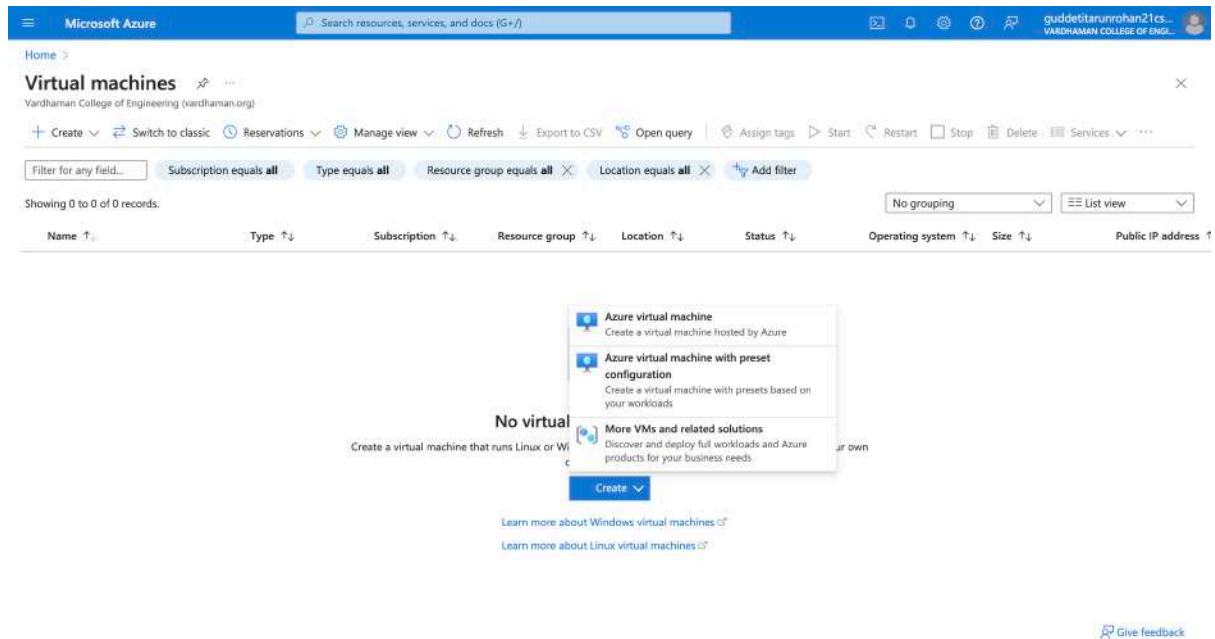 Microsoft Azure
Search resources, services, and docs (G+/)
guddetitarunrohan21cs...
VARDHAMAN COLLEGE OF ENGI...
Home >
Virtual machines ...
Vardhaman College of Engineering (vardhaman.org)
+ Create Switch to classic Reservations Manage view Refresh Export to CSV Open query Assign tags Start Restart Stop Delete Services ...
Filter for any field... Subscription equals all Type equals all Resource group equals all Location equals all Add filter
Showing 0 to 0 of 0 records.
No grouping List view
Name Type Subscription Resource group Location Status Operating system Size Public IP address
Azure virtual machine
Create a virtual machine hosted by Azure
Azure virtual machine with preset
configuration
Create a virtual machine with presets based on
your workloads
More VMs and related solutions
Discover and deploy full workloads and Azure
products for your business needs
No virtual
Create a virtual machine that runs Linux or Wi ur own
Create
Learn more about Windows virtual machines
Learn more about Linux virtual machines
Give feedback